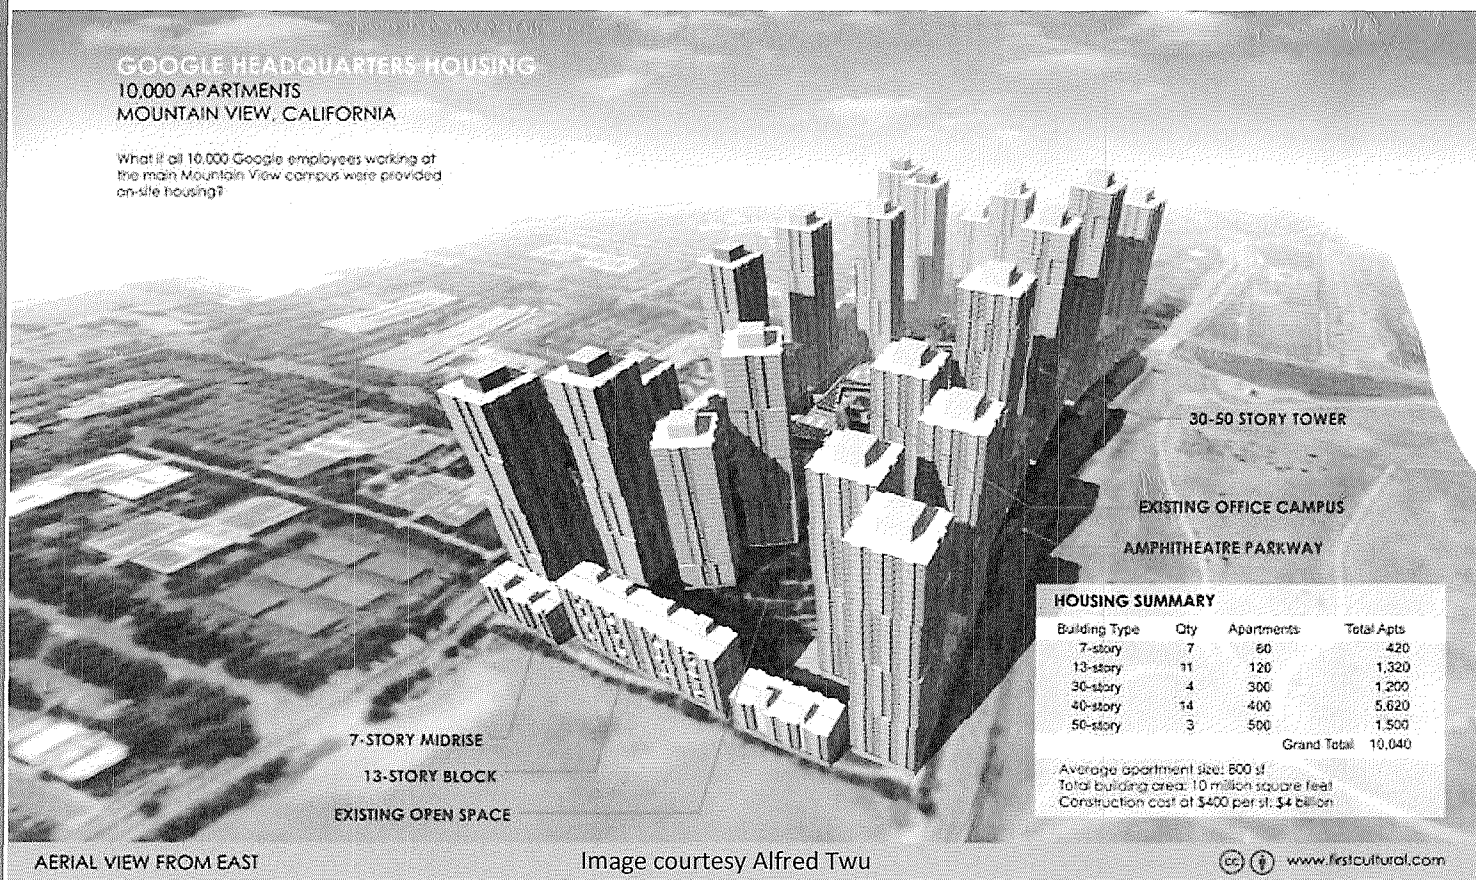 GOOGLE HEADQUARTERS HOUSING
10,000 APARTMENTS
MOUNTAIN VIEW, CALIFORNIA
What if all 10,000 Google employees working at
the main Mountain View campus were provided
on-site housing?
30-50 STORY TOWER
EXISTING OFFICE CAMPUS
AMPHITHEATRE PARKWAY
HOUSING SUMMARY
Building Type Qty Apartments Total Apts
7-story 7 60 420
13-story 11 120 1,320
30-story 4 300 1,200
40-story 14 400 5,620
50-story 3 500 1,500
Grand Total 10,040
Average apartment size: 800 sf
Total building area: 10 million square feet
Construction cost at $400 per sf: $4 billion
7-STORY MIDRISE
13-STORY BLOCK
EXISTING OPEN SPACE
AERIAL VIEW FROM EAST
Image courtesy Alfred Twu
cc www.firstcultural.com